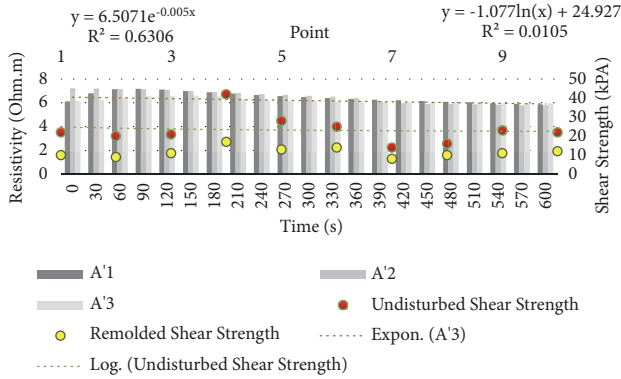 y = 6.5071e^-0.005x
R² = 0.6306
y = -1.077ln(x) + 24.927
R² = 0.0105
Point
1 3 5 7 9
Resistivity (Ohm.m)
8
6
4
2
0
50
40
30
20
10
0
Shear Strength (kPA)
0 30 60 90 120 150 180 210 240 270 300 330 360 390 420 450 480 510 540 570 600
Time (s)
A'1
A'2
A'3
Undisturbed Shear Strength
Remolded Shear Strength
Expon. (A'3)
Log. (Undisturbed Shear Strength)